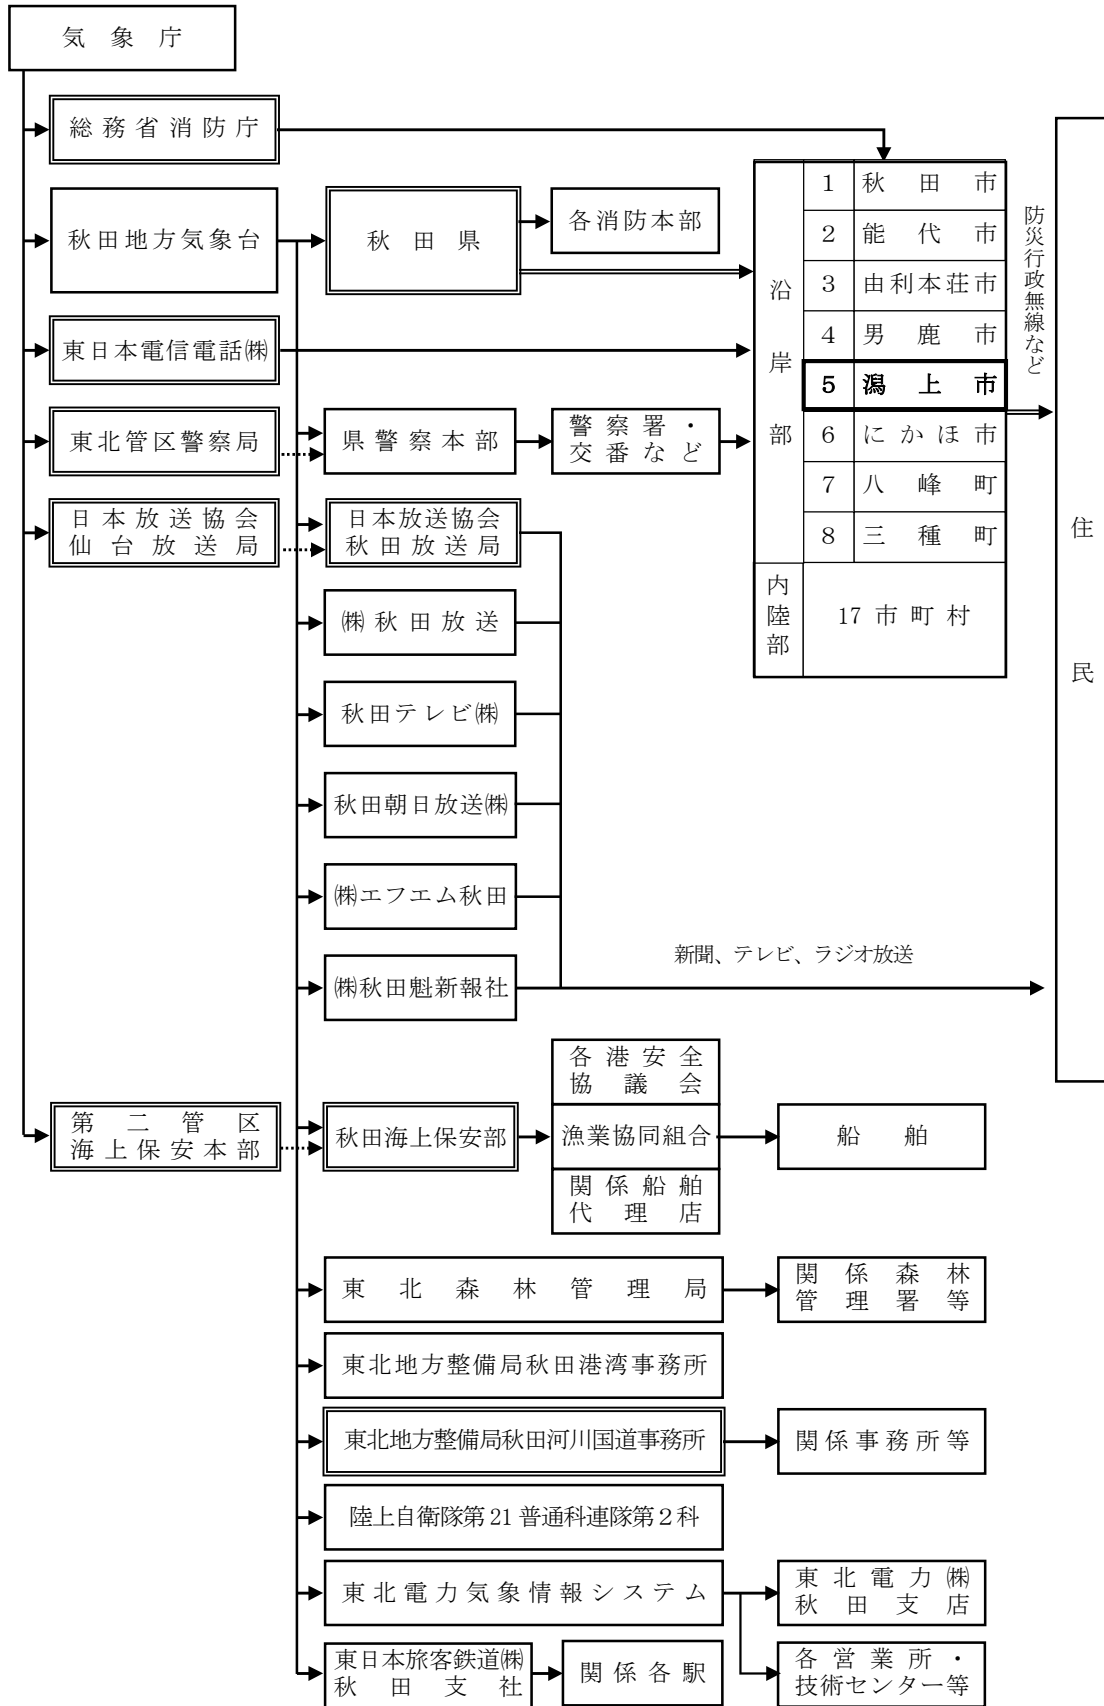 気象庁
総務省消防庁
秋田地方気象台
秋田県
各消防本部
東日本電信電話㈱
東北管区警察局
県警察本部
警察署・
交番など
日本放送協会
仙台放送局
日本放送協会
秋田放送局
㈱秋田放送
秋田テレビ㈱
秋田朝日放送㈱
㈱エフエム秋田
㈱秋田魁新報社
沿岸部
1 秋田市
2 能代市
3 由利本荘市
4 男鹿市
5 潟上市
6 にかほ市
7 八峰町
8 三種町
内陸部
17市町村
防災行政無線など
住民
新聞、テレビ、ラジオ放送
第二管区
海上保安本部
秋田海上保安部
各港安全
協議会
漁業協同組合
関係船舶
代理店
船舶
東北森林管理局
関係森林
管理署等
東北地方整備局秋田港湾事務所
東北地方整備局秋田河川国道事務所
関係事務所等
陸上自衛隊第21普通科連隊第2科
東北電力気象情報システム
東北電力㈱
秋田支店
各営業所・
技術センター等
東日本旅客鉄道㈱
秋田支社
関係各駅